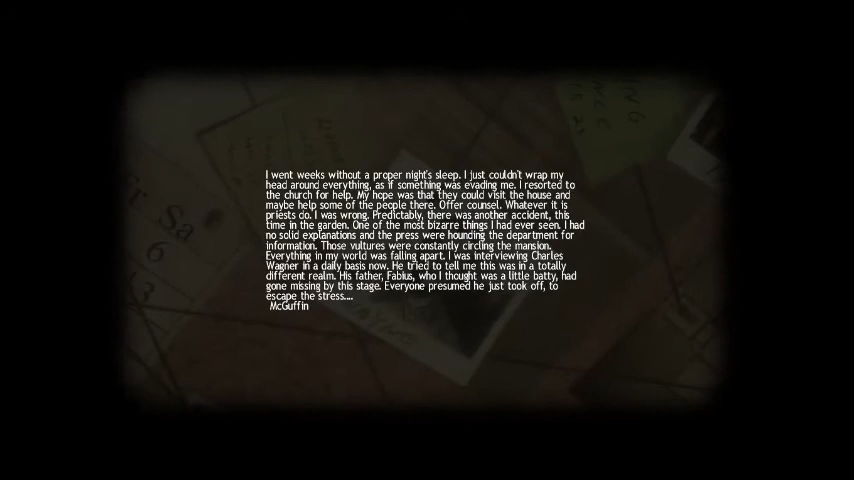 I went weeks without a proper night's sleep. I just couldn't wrap my
head around everything, as if something was evading me. I resorted to
the church for help. My hope was that they could visit the house and
maybe help some of the people there. Offer counsel. Whatever it is
priests do. I was wrong. Predictably, there was another accident, this
time in the garden. One of the most bizarre things I had ever seen. I had
no solid explanations and the press were hounding the department for
information. Those vultures were constantly circling the mansion.
Everything in my world was falling apart. I was interviewing Charles
Wagner in a daily basis now. He tried to tell me this was in a totally
different realm. His father, Fabius, who I thought was a little batty, had
gone missing by this stage. Everyone presumed he just took off, to
escape the stress....
McGuffin